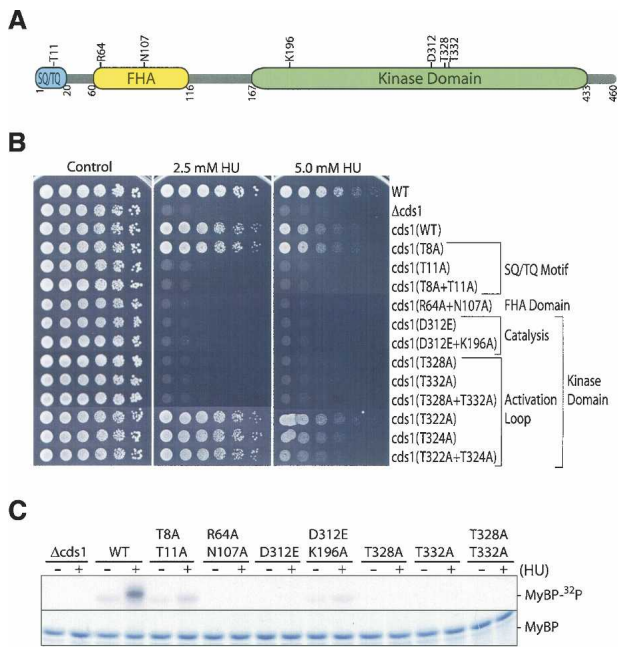 A
T11
R64
N107
K196
D312
T328
T332
SQ/TQ
FHA
Kinase Domain
1
20
60
116
167
433
460
B
Control
2.5 mM HU
5.0 mM HU
WT
Δcds1
cds1(WT)
cds1(T8A)
cds1(T11A)
cds1(T8A+T11A)
SQ/TQ Motif
cds1(R64A+N107A)
FHA Domain
cds1(D312E)
cds1(D312E+K196A)
Catalysis
cds1(T328A)
cds1(T332A)
cds1(T328A+T332A)
cds1(T322A)
cds1(T324A)
cds1(T322A+T324A)
Activation
Loop
Kinase
Domain
C
Δcds1
WT
T8A
T11A
R64A
N107A
D312E
D312E
K196A
T328A
T332A
T328A
T332A
- + - + - + - + - + - + - + - + - + (HU)
MyBP-³²P
MyBP